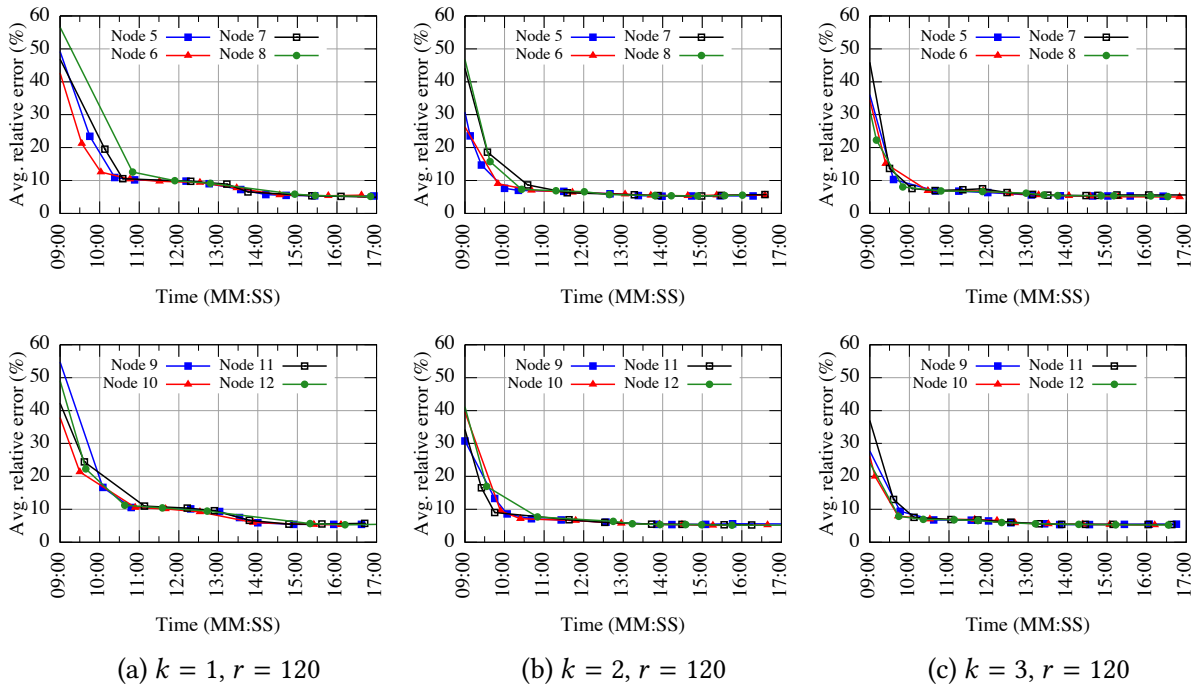 Avg. relative error (%)
60
50
40
30
20
10
0
Node 5
Node 6
Node 7
Node 8
09:00
10:00
11:00
12:00
13:00
14:00
15:00
16:00
17:00
Time (MM:SS)
Avg. relative error (%)
60
50
40
30
20
10
0
Node 5
Node 6
Node 7
Node 8
09:00
10:00
11:00
12:00
13:00
14:00
15:00
16:00
17:00
Time (MM:SS)
Avg. relative error (%)
60
50
40
30
20
10
0
Node 5
Node 6
Node 7
Node 8
09:00
10:00
11:00
12:00
13:00
14:00
15:00
16:00
17:00
Time (MM:SS)
Avg. relative error (%)
60
50
40
30
20
10
0
Node 9
Node 10
Node 11
Node 12
09:00
10:00
11:00
12:00
13:00
14:00
15:00
16:00
17:00
Time (MM:SS)
Avg. relative error (%)
60
50
40
30
20
10
0
Node 9
Node 10
Node 11
Node 12
09:00
10:00
11:00
12:00
13:00
14:00
15:00
16:00
17:00
Time (MM:SS)
Avg. relative error (%)
60
50
40
30
20
10
0
Node 9
Node 10
Node 11
Node 12
09:00
10:00
11:00
12:00
13:00
14:00
15:00
16:00
17:00
Time (MM:SS)
(a) k = 1, r = 120
(b) k = 2, r = 120
(c) k = 3, r = 120